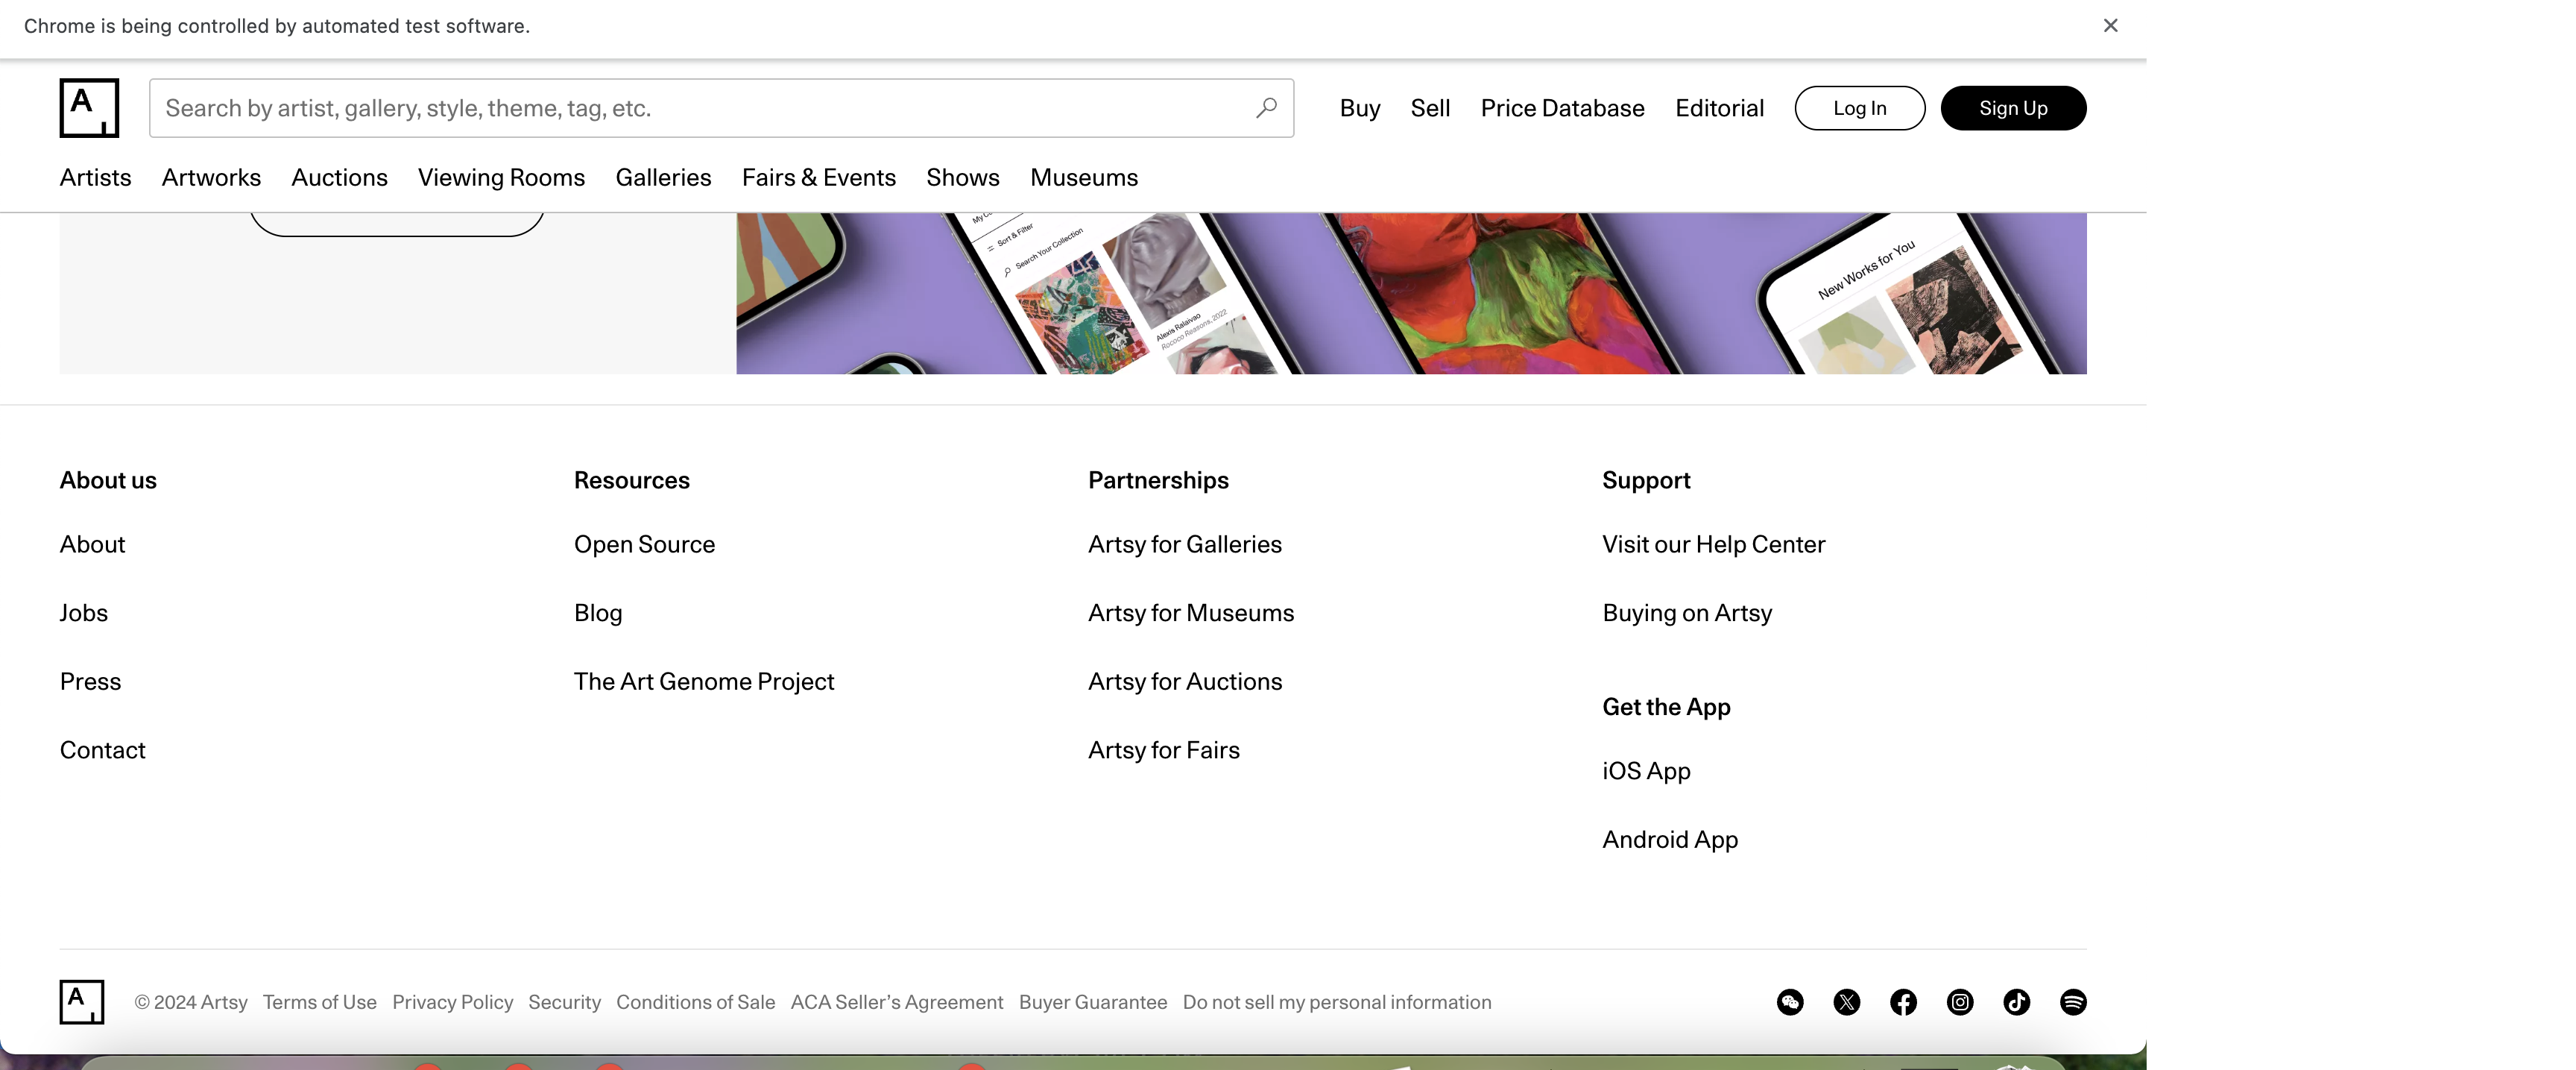 Chrome is being controlled by automated test software.
A
Search by artist, gallery, style, theme, tag, etc.
Buy Sell Price Database Editorial Log In Sign Up
Artists Artworks Auctions Viewing Rooms Galleries Fairs & Events Shows Museums
Sort & Filter
Search Your Collection
Alexis Ralaivao
Rococo Reasons, 2022
New Works for You
About us
About
Jobs
Press
Contact
Resources
Open Source
Blog
The Art Genome Project
Partnerships
Artsy for Galleries
Artsy for Museums
Artsy for Auctions
Artsy for Fairs
Support
Visit our Help Center
Buying on Artsy
Get the App
iOS App
Android App
A
© 2024 Artsy Terms of Use Privacy Policy Security Conditions of Sale ACA Seller’s Agreement Buyer Guarantee Do not sell my personal information